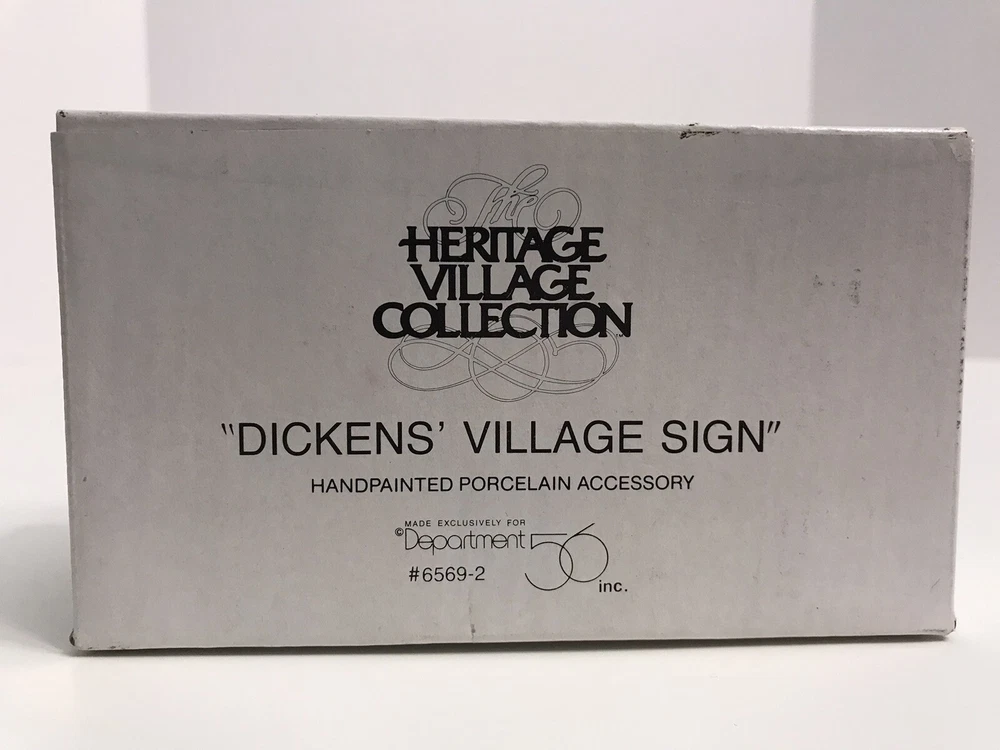 The
HERITAGE
VILLAGE
COLLECTION
"DICKENS' VILLAGE SIGN"
HANDPAINTED PORCELAIN ACCESSORY
MADE EXCLUSIVELY FOR
©Department 56 inc.
#6569-2